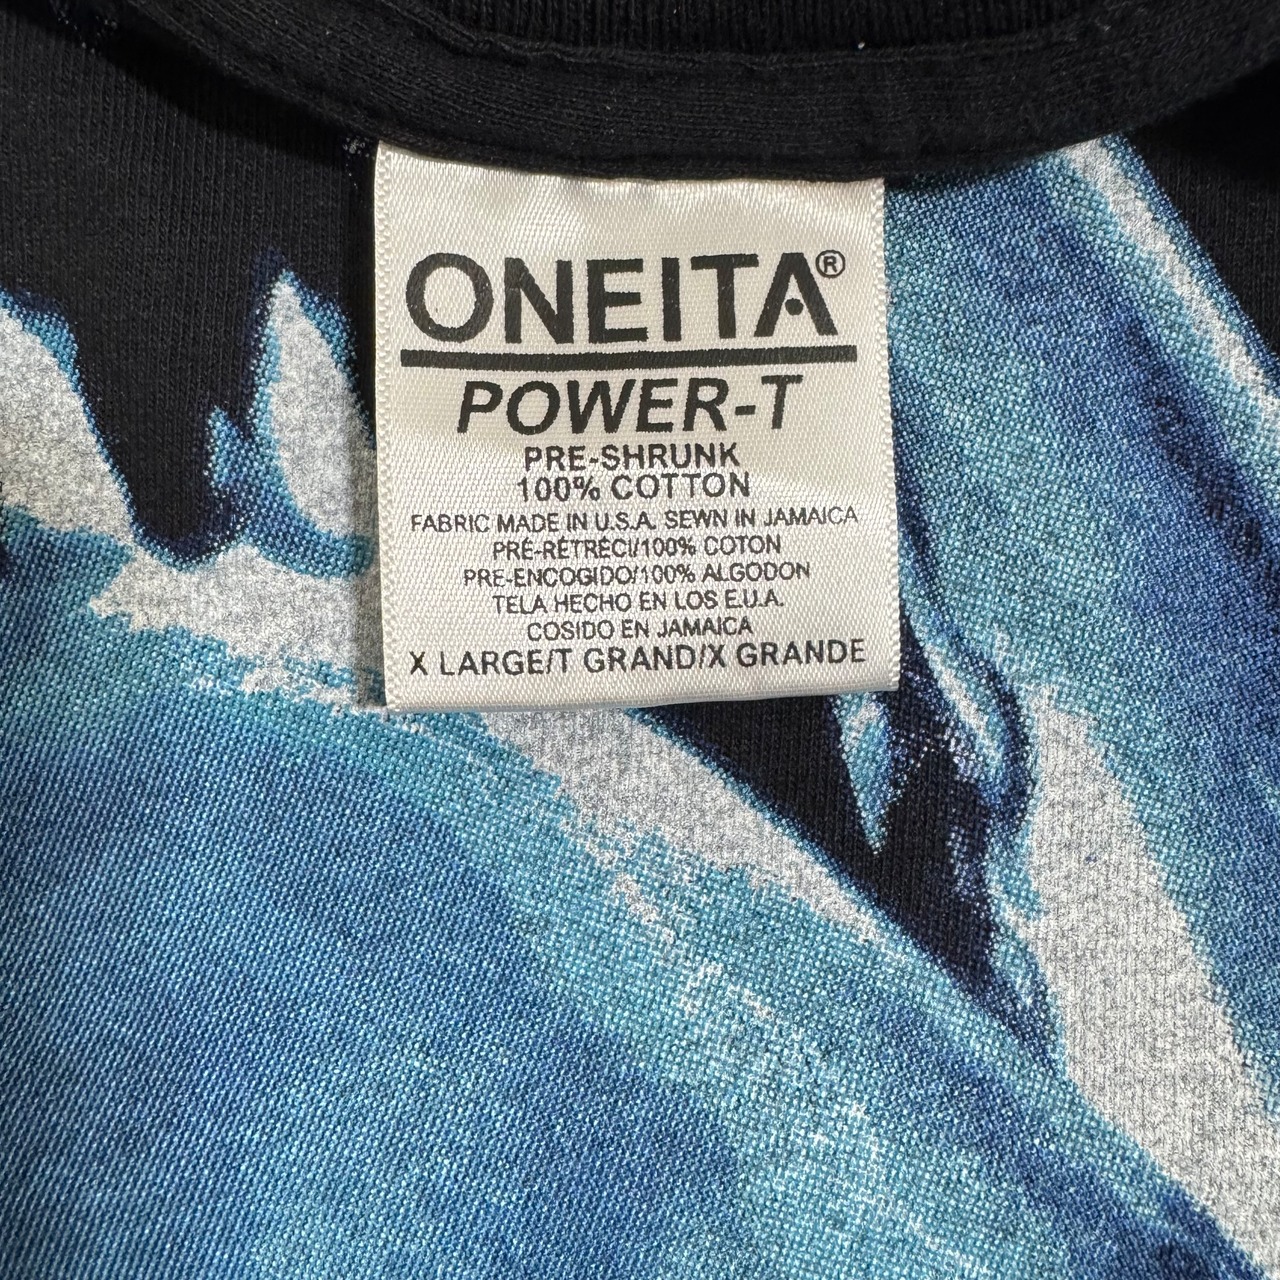 ONEITA®
POWER-T
PRE-SHRUNK
100% COTTON
FABRIC MADE IN U.S.A. SEWN IN JAMAICA
PRÉ-RÉTRÉCI/100% COTON
PRE-ENCOGIDO/100% ALGODON
TELA HECHO EN LOS E.U.A.
COSIDO EN JAMAICA
X LARGE/T GRAND/X GRANDE